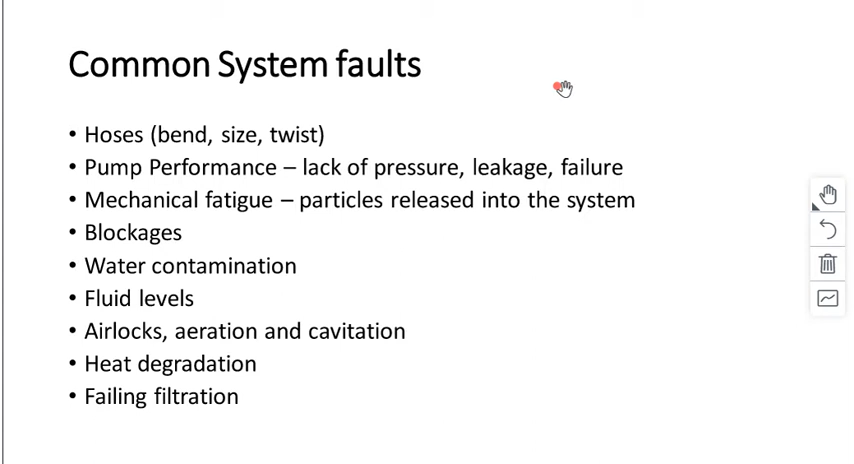 Common System faults
• Hoses (bend, size, twist)
• Pump Performance – lack of pressure, leakage, failure
• Mechanical fatigue – particles released into the system
• Blockages
• Water contamination
• Fluid levels
• Airlocks, aeration and cavitation
• Heat degradation
• Failing filtration